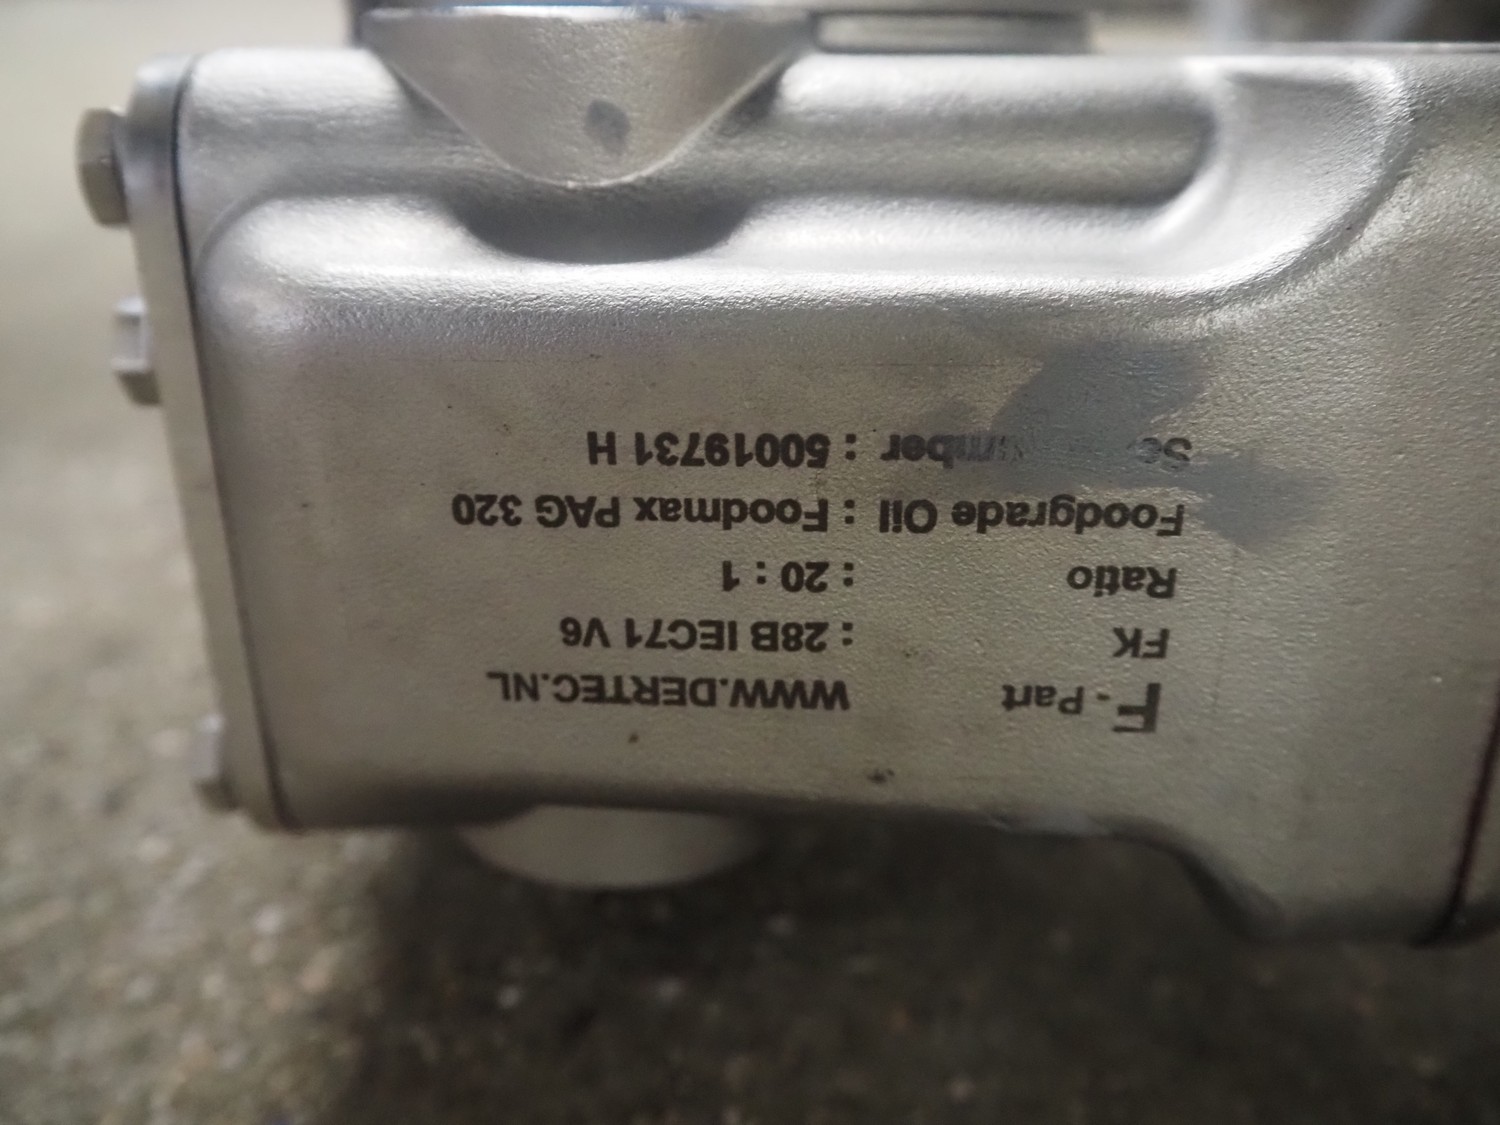 F - Part WWW.DERTEC.NL
FK : 28B IEC71 V6
Ratio : 20 : 1
Foodgrade Oil : Foodmax PAG 320
: 50019731 H